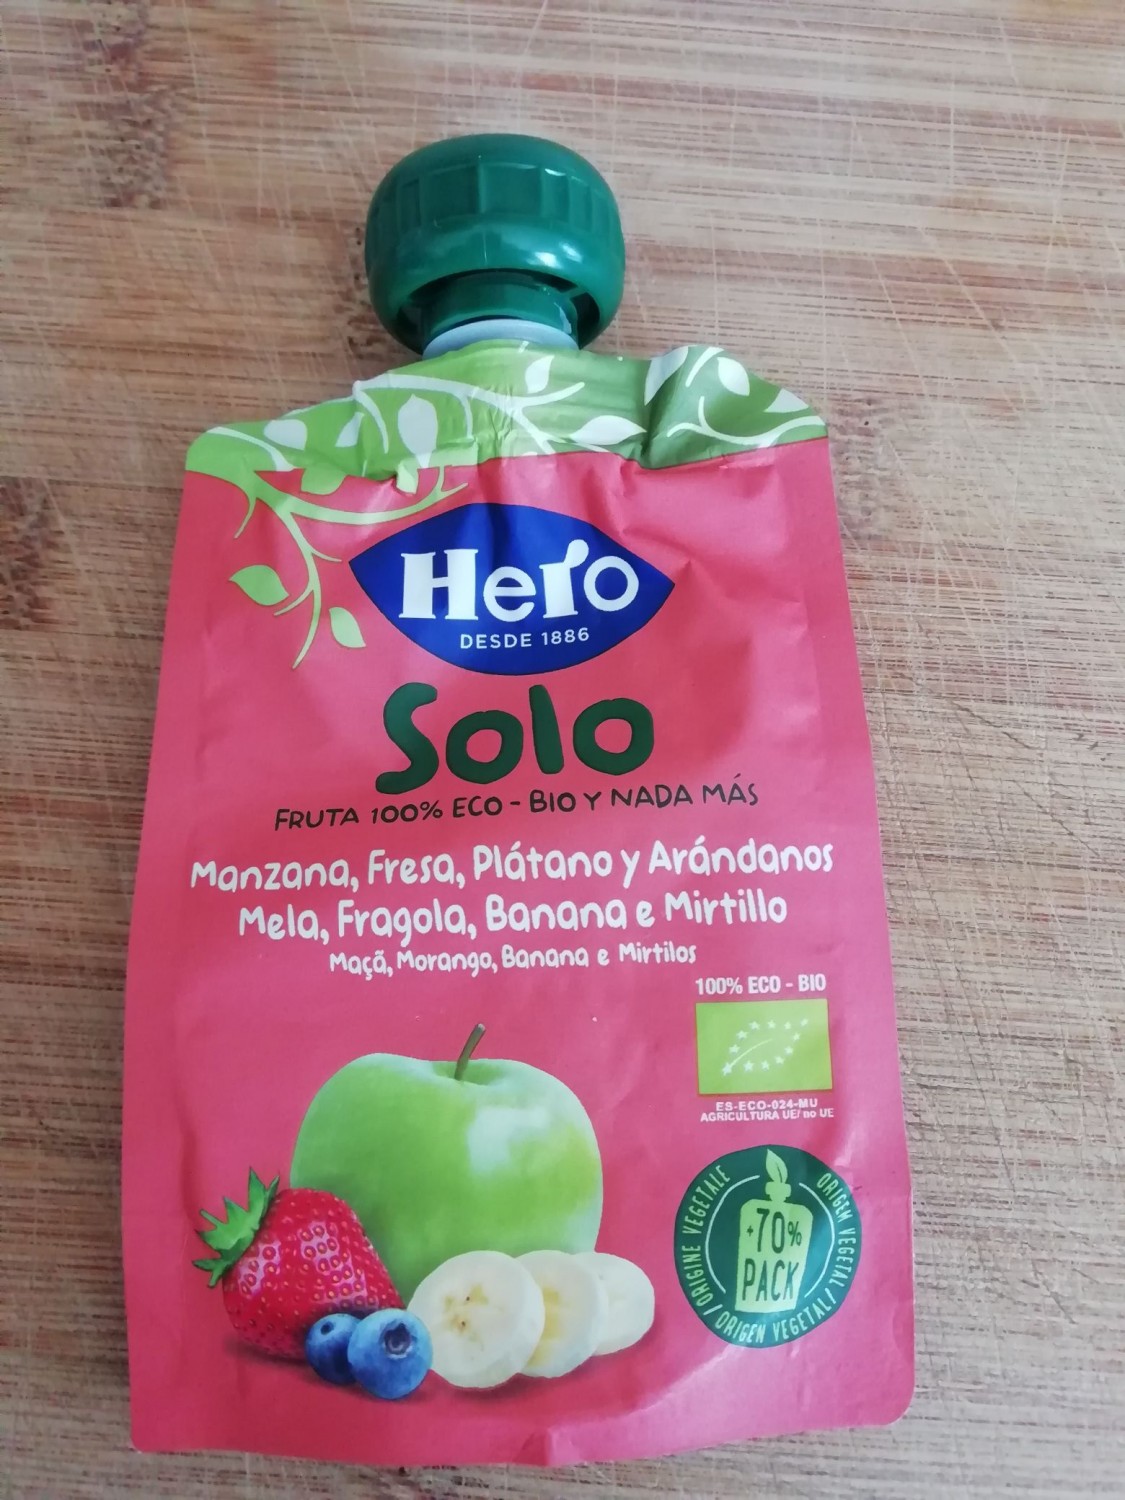 Hero
DESDE 1886
Solo
FRUTA 100% ECO - BIO Y NADA MÁS
Manzana, Fresa, Plátano y Arándanos
Mela, Fragola, Banana e Mirtillo
Maçã, Morango, Banana e Mirtilos
100% ECO - BIO
ES-ECO-024-MU
AGRICULTURA UE/ no UE
+70%
PACK
ORIGINE VEGETALE / ORIGEM VEGETAL / ORIGEN VEGETAL /